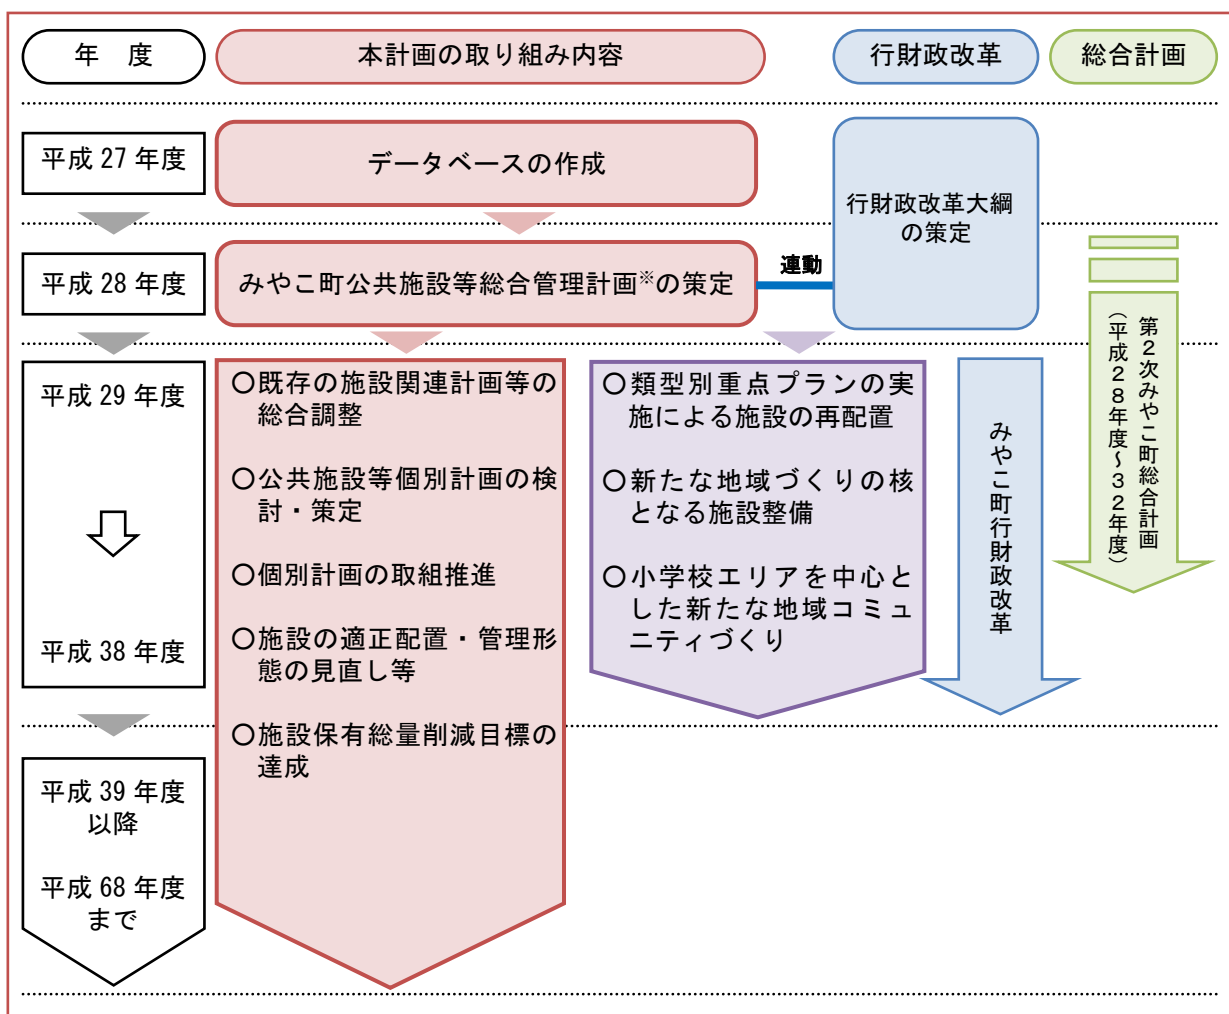 年　度
本計画の取り組み内容
行財政改革
総合計画
平成 27 年度
データベースの作成
行財政改革大綱
の策定
平成 28 年度
みやこ町公共施設等総合管理計画※の策定
連動
平成 29 年度
平成 38 年度
〇既存の施設関連計画等の
総合調整
〇公共施設等個別計画の検
討・策定
〇個別計画の取組推進
〇施設の適正配置・管理形
態の見直し等
〇施設保有総量削減目標の
達成
〇類型別重点プランの実
施による施設の再配置
〇新たな地域づくりの核
となる施設整備
〇小学校エリアを中心と
した新たな地域コミュ
ニティづくり
みやこ町行財政改革
第２次みやこ町総合計画
（平成２８年度～３２年度）
平成 39 年度
以降
平成 68 年度
まで